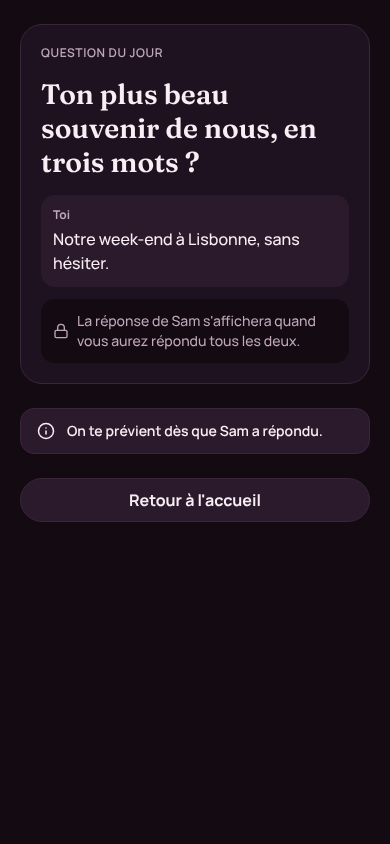 QUESTION DU JOUR
Ton plus beau
souvenir de nous, en
trois mots ?
Toi
Notre week-end à Lisbonne, sans
hésiter.
La réponse de Sam s'affichera quand
vous aurez répondu tous les deux.
On te prévient dès que Sam a répondu.
Retour à l'accueil